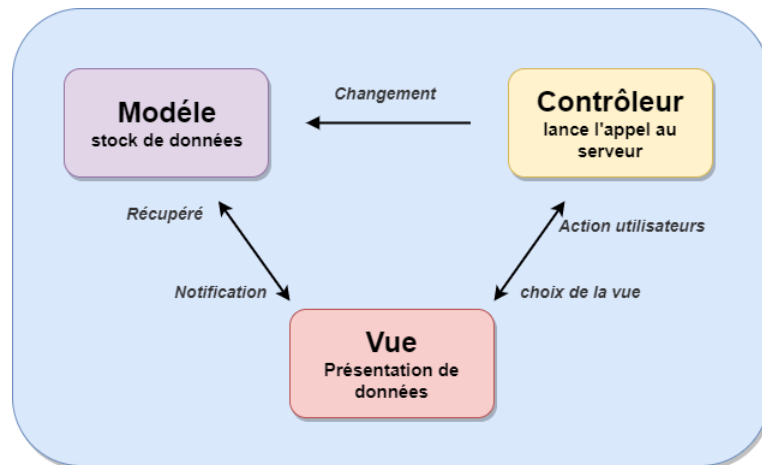 Modéle
stock de données
Changement
Contrôleur
lance l'appel au
serveur
Récupéré
Action utilisateurs
Notification
choix de la vue
Vue
Présentation de
données